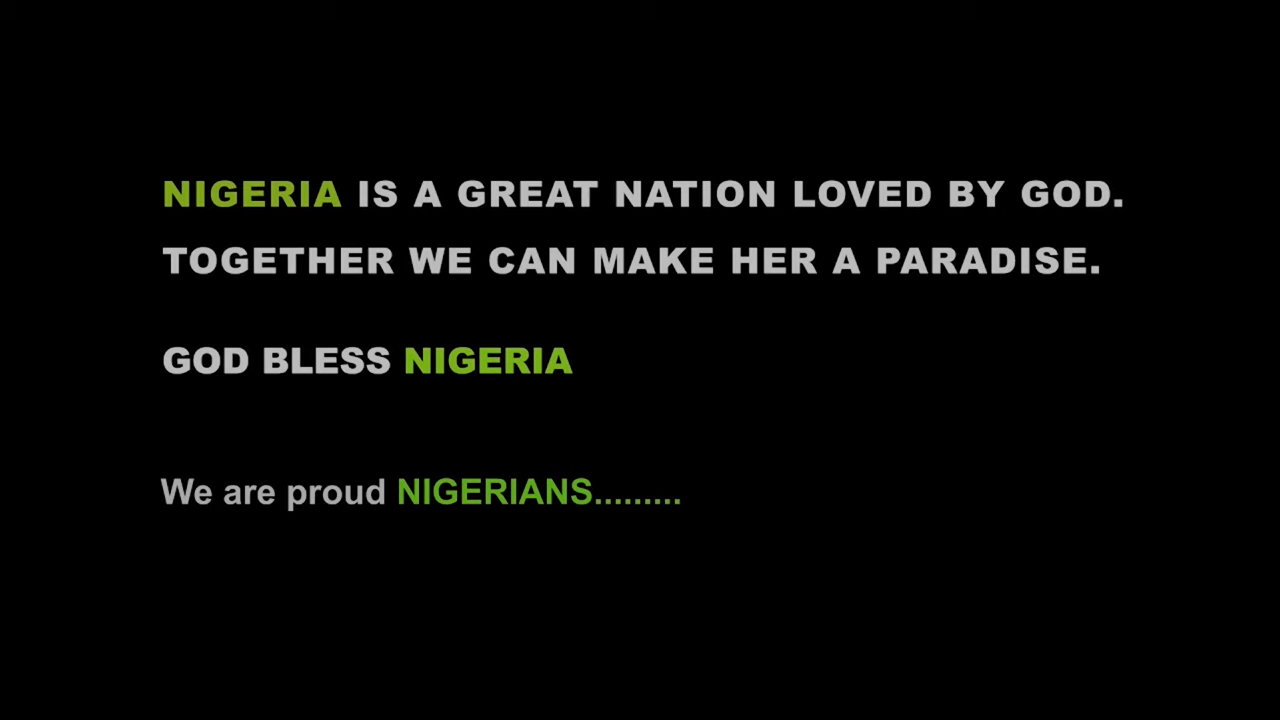 NIGERIA IS A GREAT NATION LOVED BY GOD.
TOGETHER WE CAN MAKE HER A PARADISE.
GOD BLESS NIGERIA
We are proud NIGERIANS.........